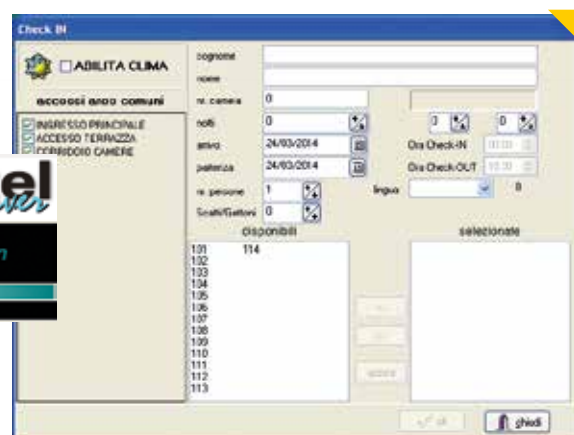 Check IN
ABILITA CLIMA
accessi aree comuni
INGRESSO PRINCIPALE
ACCESSO TERRAZZA
CORRIDOIO CAMERE
cognome
nome
nr. camera 0
notti 0 0 0
arrivo 24/03/2014 Ora Check-IN
partenza 24/03/2014 Ora Check-OUT
nr. persone 1 lingua 0
Scatti/Gettoni 0
disponibili selezionate
101 114
102
103
104
105
106
107
108
109
110
111
112
113
ok chiudi